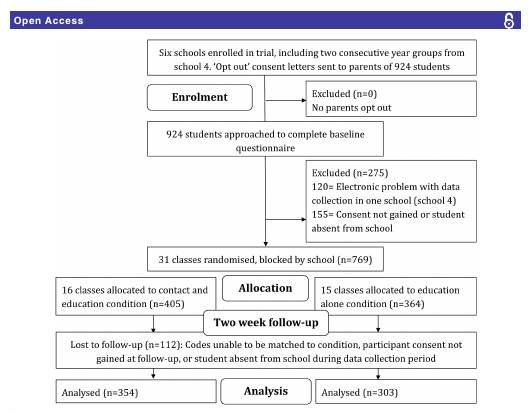 Open Access
Six schools enrolled in trial, including two consecutive year groups from
school 4. 'Opt out' consent letters sent to parents of 924 students
Excluded (n=0)
No parents opt out
Enrolment
924 students approached to complete baseline
questionnaire
Excluded (n=275)
120= Electronic problem with data
collection in one school (school 4)
155= Consent not gained or student
absent from school
31 classes randomised, blocked by school (n=769)
Allocation
16 classes allocated to contact and
education condition (n=405)
15 classes allocated to education
alone condition (n=364)
Two week follow-up
Lost to follow-up (n=112): Codes unable to be matched to condition, participant consent not
gained at follow-up, or student absent from school during data collection period
Analysed (n=354)
Analysis
Analysed (n=303)